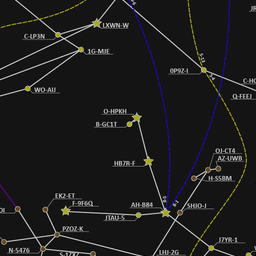 LXWN-W
C-LP3N
1G-MJE
0P9Z-I
WO-AIJ
Q-FEEJ
O-HPKH
B-GC1T
OJ-CT4
AZ-UWB
HB7R-F
H-S5BM
EK2-ET
F-9F6Q
AH-B84
SHJO-J
JTAU-5
PZOZ-K
J7YR-1
N-5476
LHJ-2G